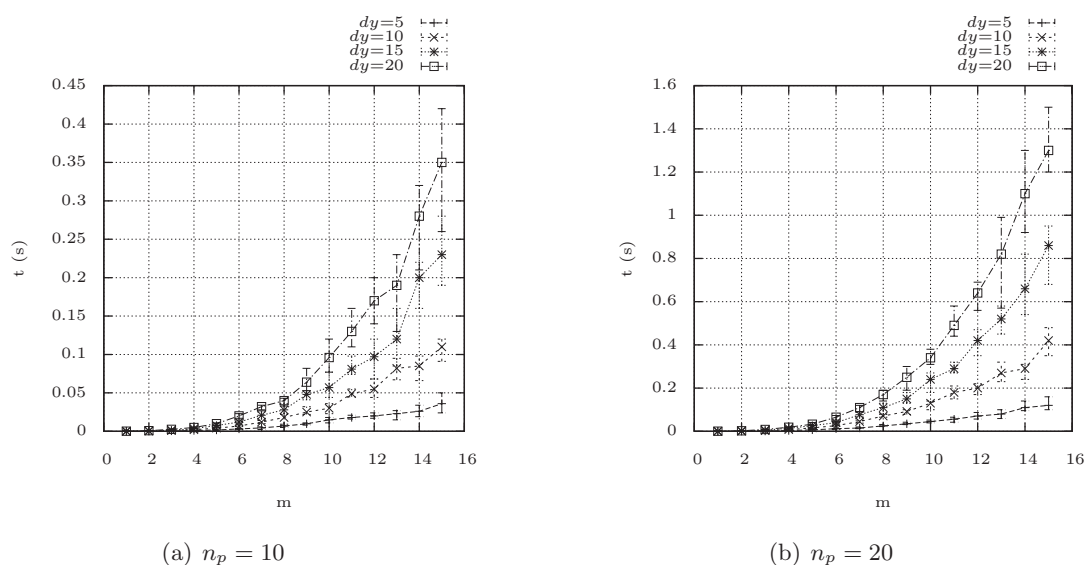 dy=5
dy=10
dy=15
dy=20
0.45
0.4
0.35
0.3
0.25
0.2
0.15
0.1
0.05
0
t (s)
0 2 4 6 8 10 12 14 16
m
(a) n_p = 10
dy=5
dy=10
dy=15
dy=20
1.6
1.4
1.2
1
0.8
0.6
0.4
0.2
0
t (s)
0 2 4 6 8 10 12 14 16
m
(b) n_p = 20